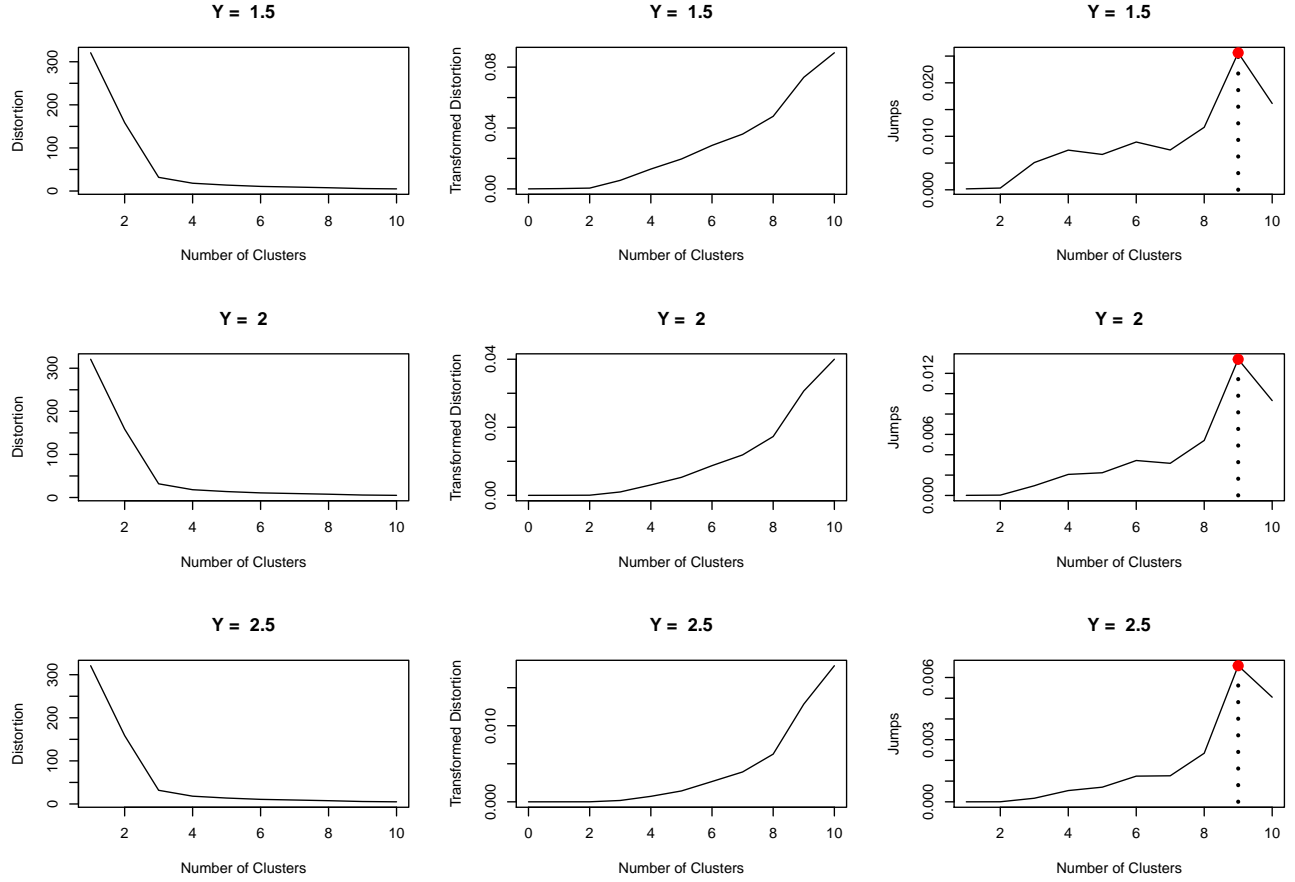 Y = 1.5
Distortion
0 100 200 300
2 4 6 8 10
Number of Clusters
Y = 1.5
Transformed Distortion
0.00 0.04 0.08
0 2 4 6 8 10
Number of Clusters
Y = 1.5
Jumps
0.000 0.010 0.020
2 4 6 8 10
Number of Clusters
Y = 2
Distortion
0 100 200 300
2 4 6 8 10
Number of Clusters
Y = 2
Transformed Distortion
0.00 0.02 0.04
0 2 4 6 8 10
Number of Clusters
Y = 2
Jumps
0.000 0.006 0.012
2 4 6 8 10
Number of Clusters
Y = 2.5
Distortion
0 100 200 300
2 4 6 8 10
Number of Clusters
Y = 2.5
Transformed Distortion
0.000 0.010
0 2 4 6 8 10
Number of Clusters
Y = 2.5
Jumps
0.000 0.003 0.006
2 4 6 8 10
Number of Clusters